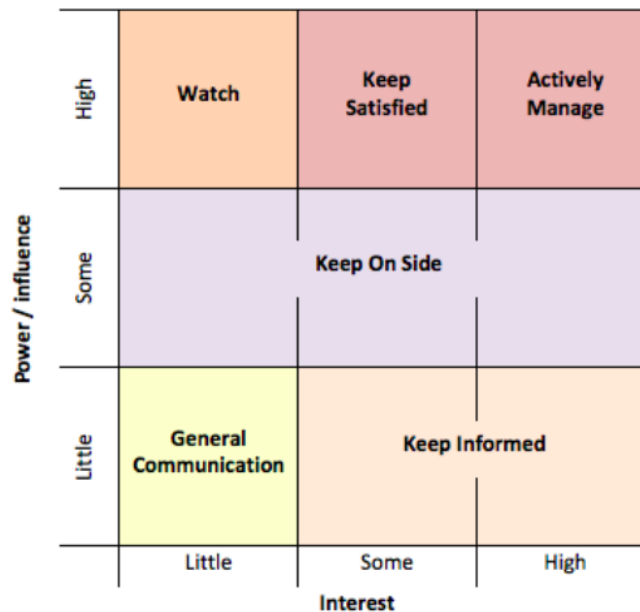 High
Watch
Keep
Satisfied
Actively
Manage
Power / influence
Some
Keep On Side
Little
General
Communication
Keep Informed
Little
Some
High
Interest